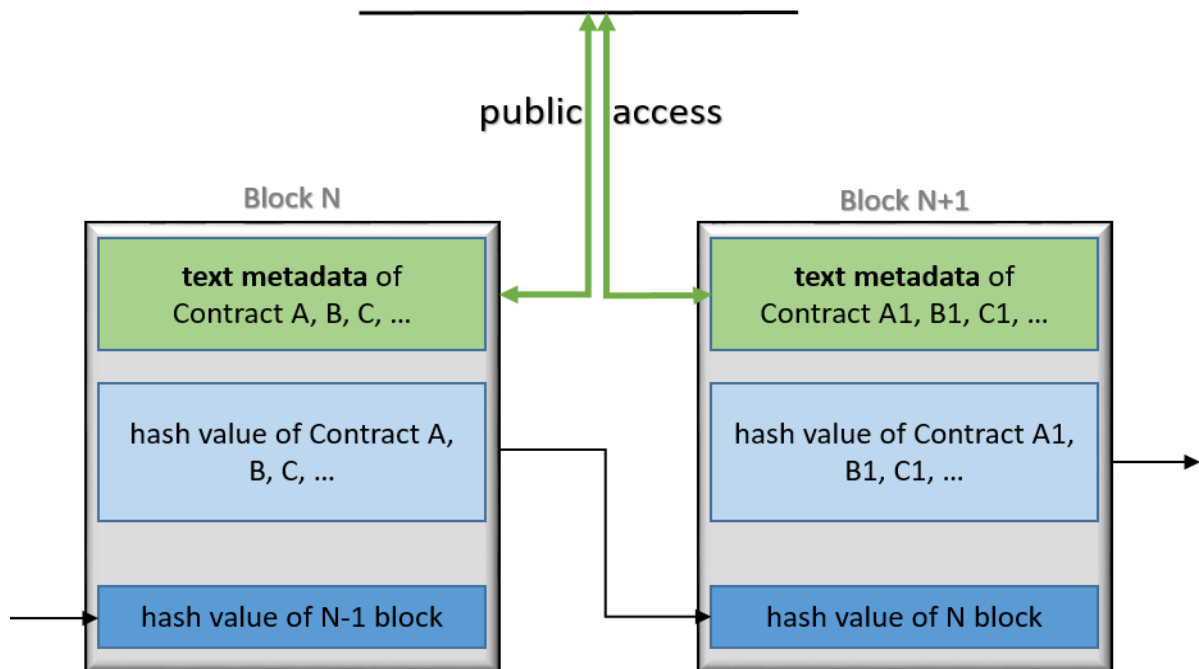 public access
Block N
Block N+1
text metadata of
Contract A, B, C, ...
text metadata of
Contract A1, B1, C1, ...
hash value of Contract A,
B, C, ...
hash value of Contract A1,
B1, C1, ...
hash value of N-1 block
hash value of N block